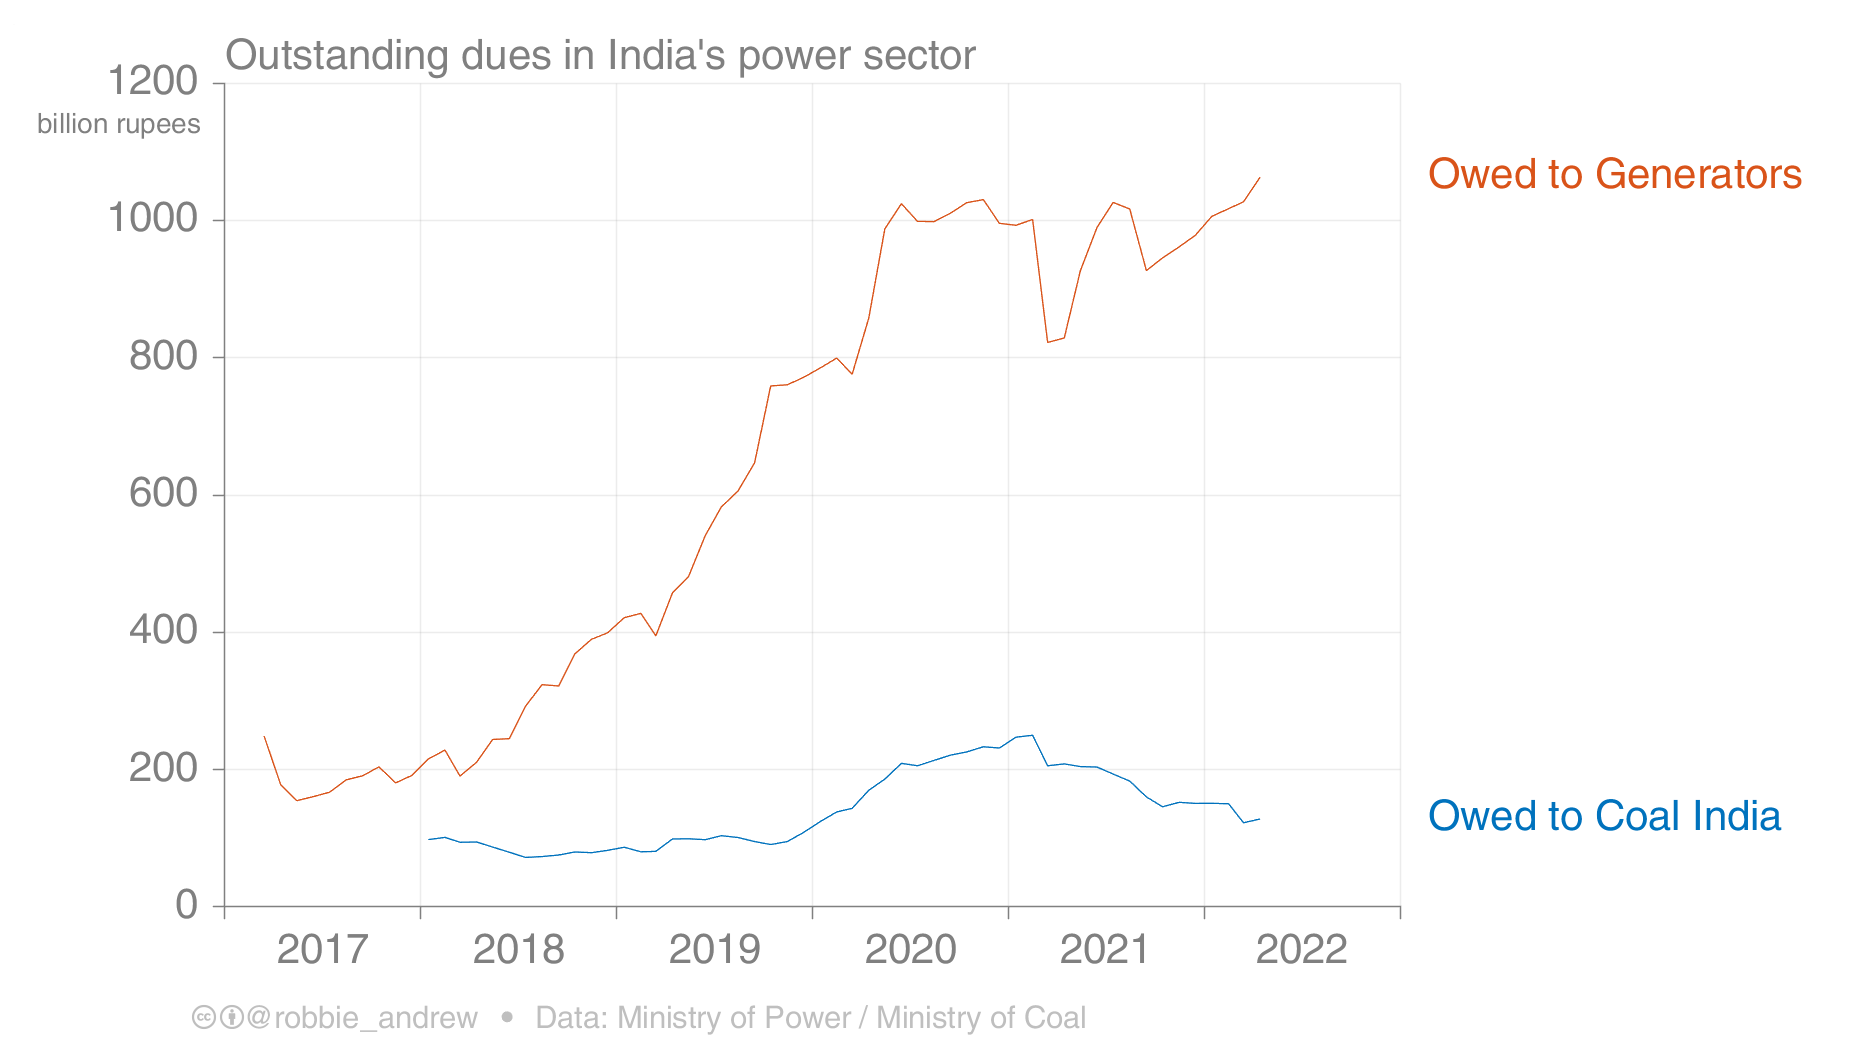 Outstanding dues in India's power sector
1200
billion rupees
1000
800
600
400
200
0
Owed to Generators
Owed to Coal India
2017 2018 2019 2020 2021 2022
cc @robbie_andrew • Data: Ministry of Power / Ministry of Coal